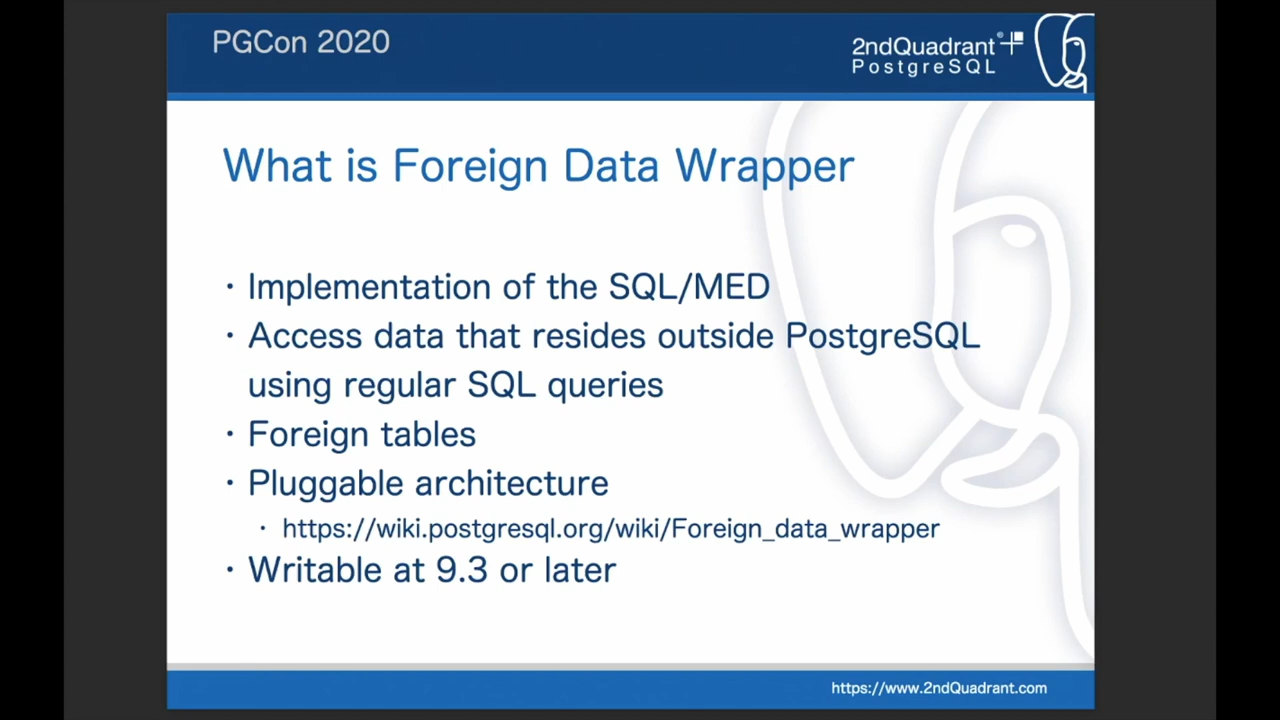 PGCon 2020
2ndQuadrant®
PostgreSQL
What is Foreign Data Wrapper
・Implementation of the SQL/MED
・Access data that resides outside PostgreSQL
using regular SQL queries
・Foreign tables
・Pluggable architecture
・https://wiki.postgresql.org/wiki/Foreign_data_wrapper
・Writable at 9.3 or later
https://www.2ndQuadrant.com